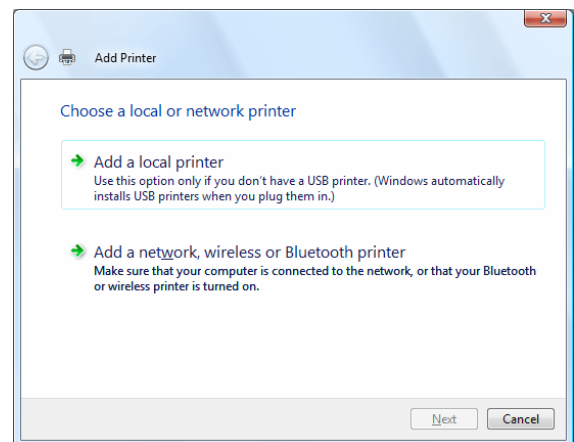 Add Printer
Choose a local or network printer
Add a local printer
Use this option only if you don't have a USB printer. (Windows automatically
installs USB printers when you plug them in.)
Add a network, wireless or Bluetooth printer
Make sure that your computer is connected to the network, or that your Bluetooth
or wireless printer is turned on.
Next Cancel